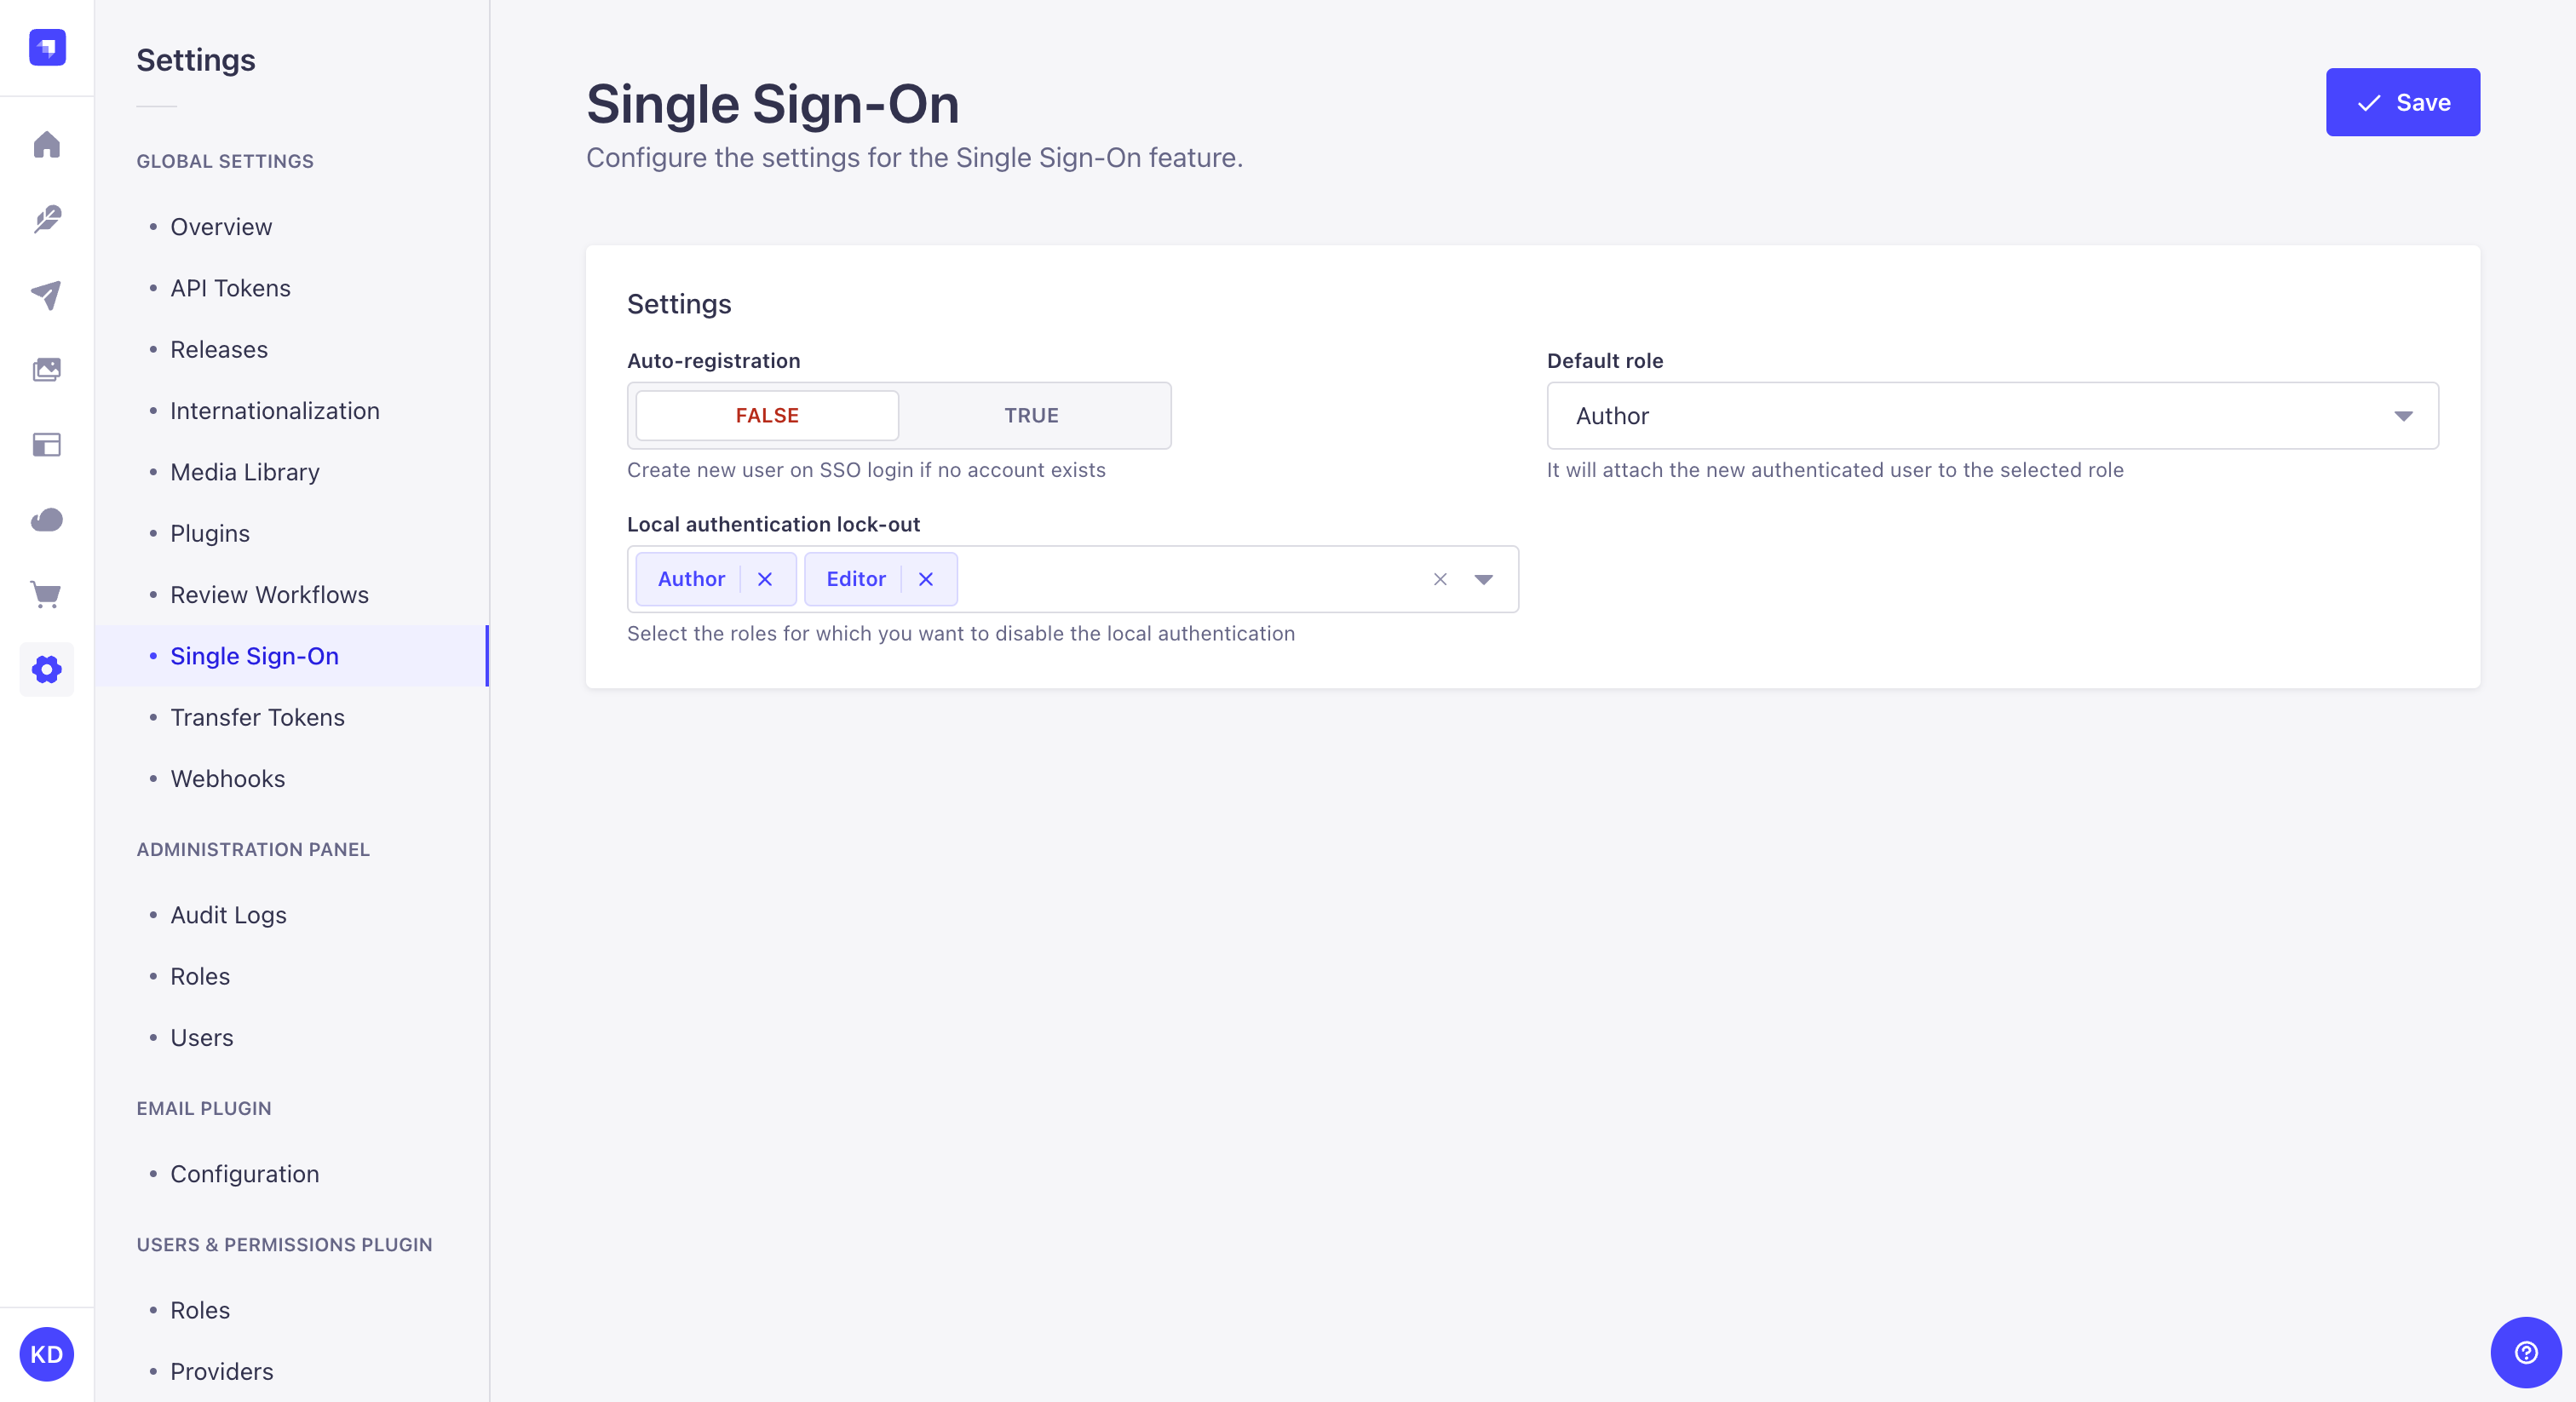 Settings
GLOBAL SETTINGS
Overview
API Tokens
Releases
Internationalization
Media Library
Plugins
Review Workflows
Single Sign-On
Transfer Tokens
Webhooks
ADMINISTRATION PANEL
Audit Logs
Roles
Users
EMAIL PLUGIN
Configuration
USERS & PERMISSIONS PLUGIN
Roles
Providers
KD
Single Sign-On
Configure the settings for the Single Sign-On feature.
Save
Settings
Auto-registration
FALSE TRUE
Create new user on SSO login if no account exists
Default role
Author
It will attach the new authenticated user to the selected role
Local authentication lock-out
Author Editor
Select the roles for which you want to disable the local authentication